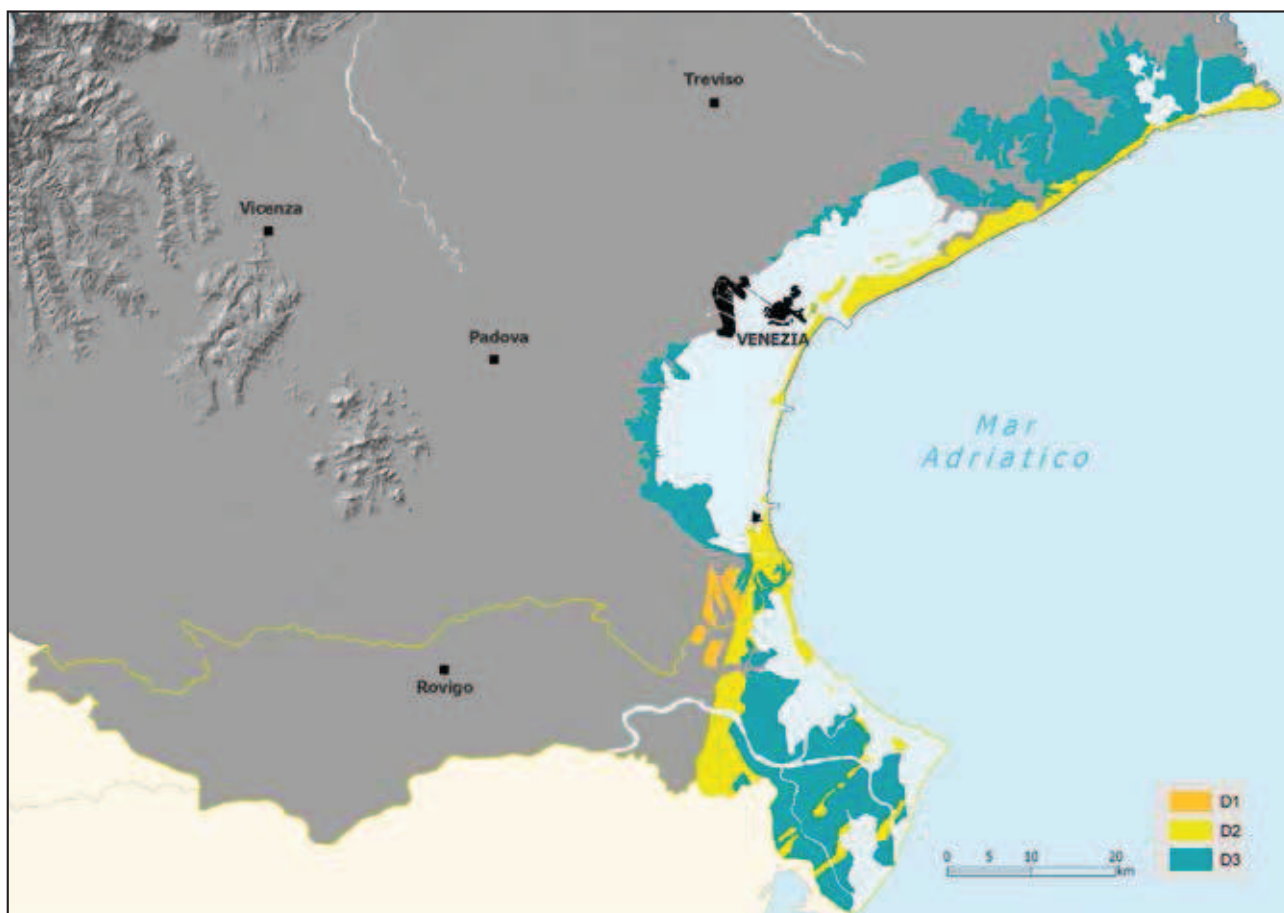 Treviso
Vicenza
Padova
VENEZIA
Mar
Adriatico
Rovigo
D1
D2
D3
0 5 10 20
km